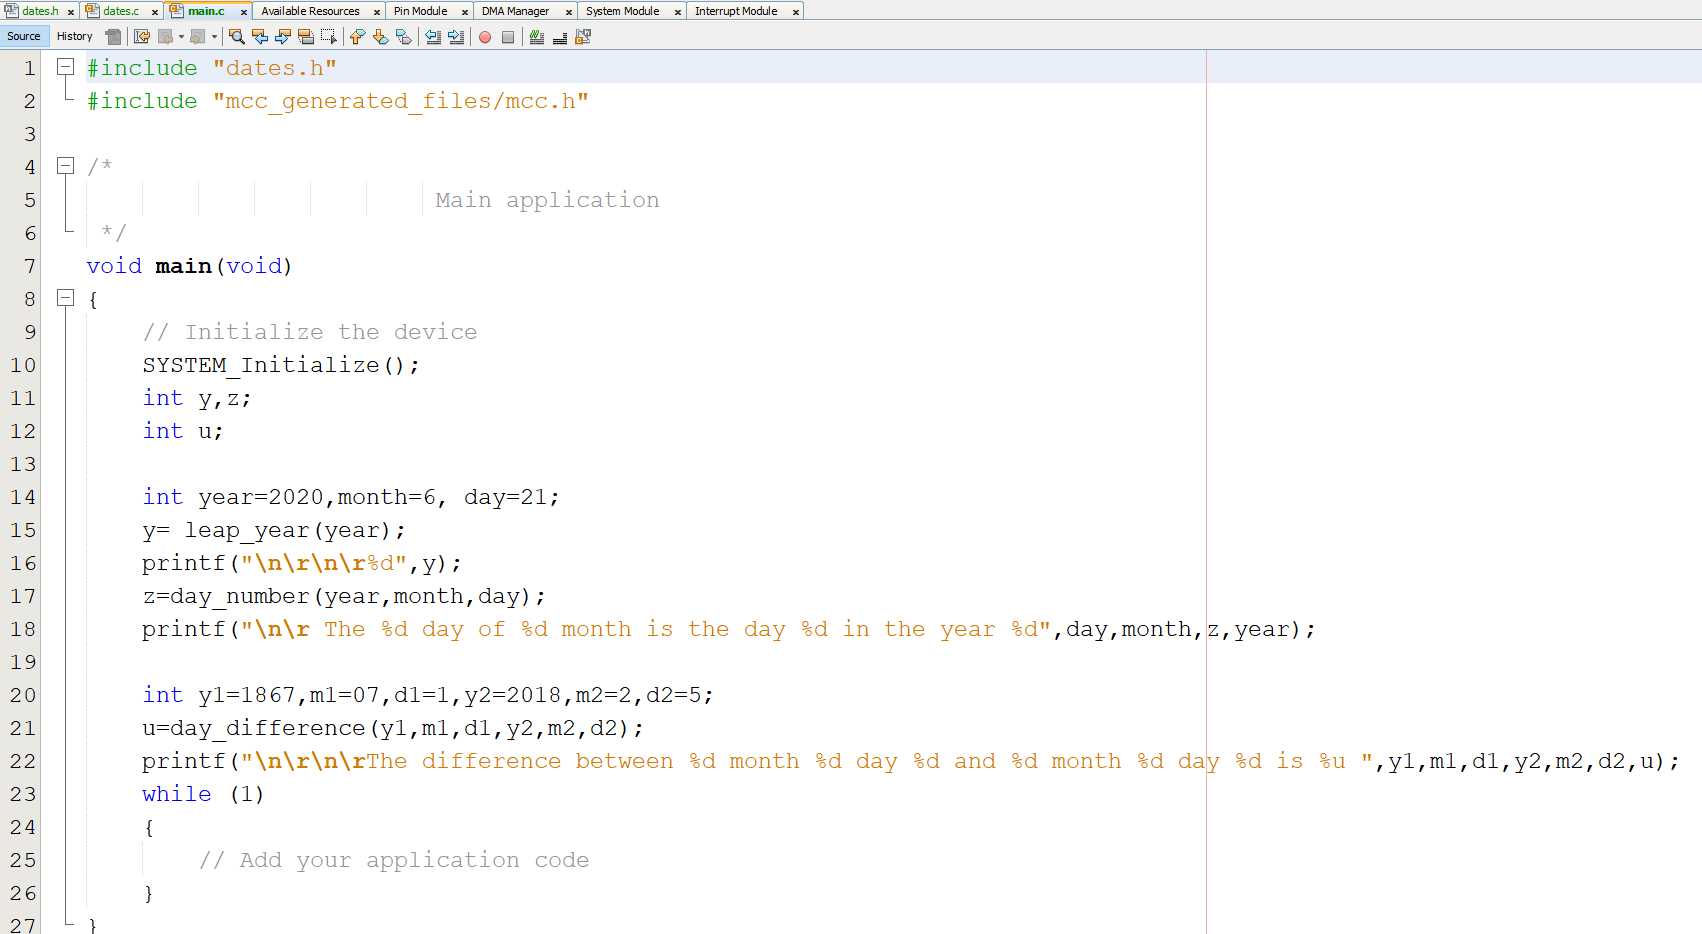 dates.h dates.c main.c Available Resources Pin Module DMA Manager System Module Interrupt Module
Source History
1 #include "dates.h"
2 #include "mcc_generated_files/mcc.h"
3
4 /*
5 Main application
6 */
7 void main(void)
8 {
9 // Initialize the device
10 SYSTEM_Initialize();
11 int y,z;
12 int u;
13
14 int year=2020,month=6, day=21;
15 y= leap_year(year);
16 printf("\n\r\n\r%d",y);
17 z=day_number(year,month,day);
18 printf("\n\r The %d day of %d month is the day %d in the year %d",day,month,z,year);
19
20 int y1=1867,m1=07,d1=1,y2=2018,m2=2,d2=5;
21 u=day_difference(y1,m1,d1,y2,m2,d2);
22 printf("\n\r\n\rThe difference between %d month %d day %d and %d month %d day %d is %u ",y1,m1,d1,y2,m2,d2,u);
23 while (1)
24 {
25 // Add your application code
26 }
27 }